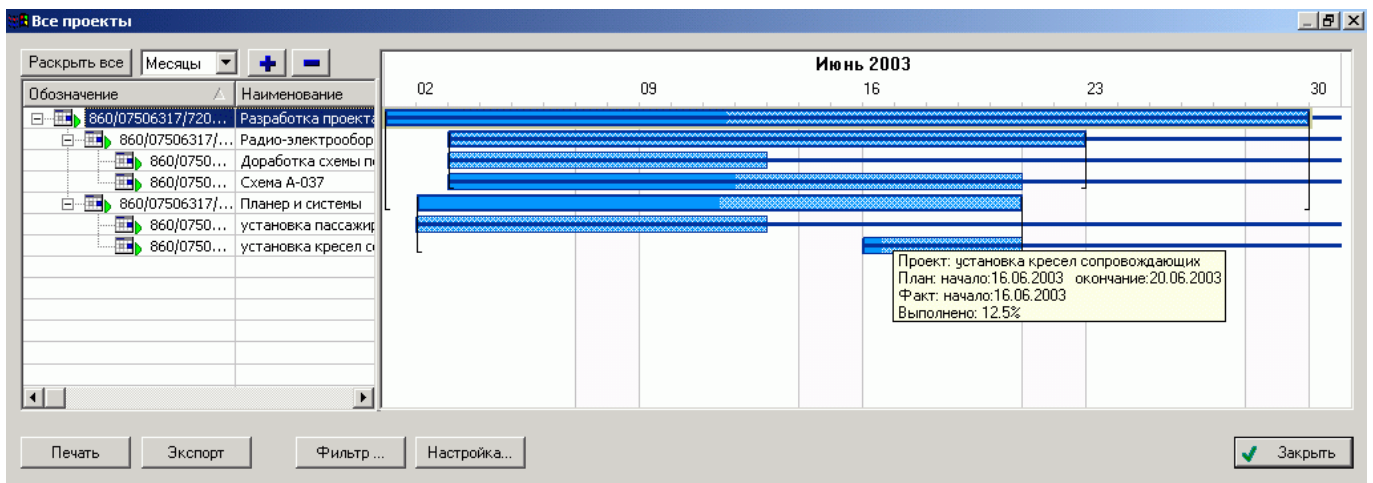 Все проекты
Раскрыть все Месяцы
Июнь 2003
02 09 16 23 30
Обозначение Наименование
860/07506317/720... Разработка проекта
860/07506317/... Радио-электрообор
860/0750... Доработка схемы п
860/0750... Схема А-037
860/07506317/... Планер и системы
860/0750... установка пассажир
860/0750... установка кресел с
Проект: установка кресел сопровождающих
План: начало:16.06.2003 окончание:20.06.2003
Факт: начало:16.06.2003
Выполнено: 12.5%
Печать Экспорт Фильтр ... Настройка... Закрыть